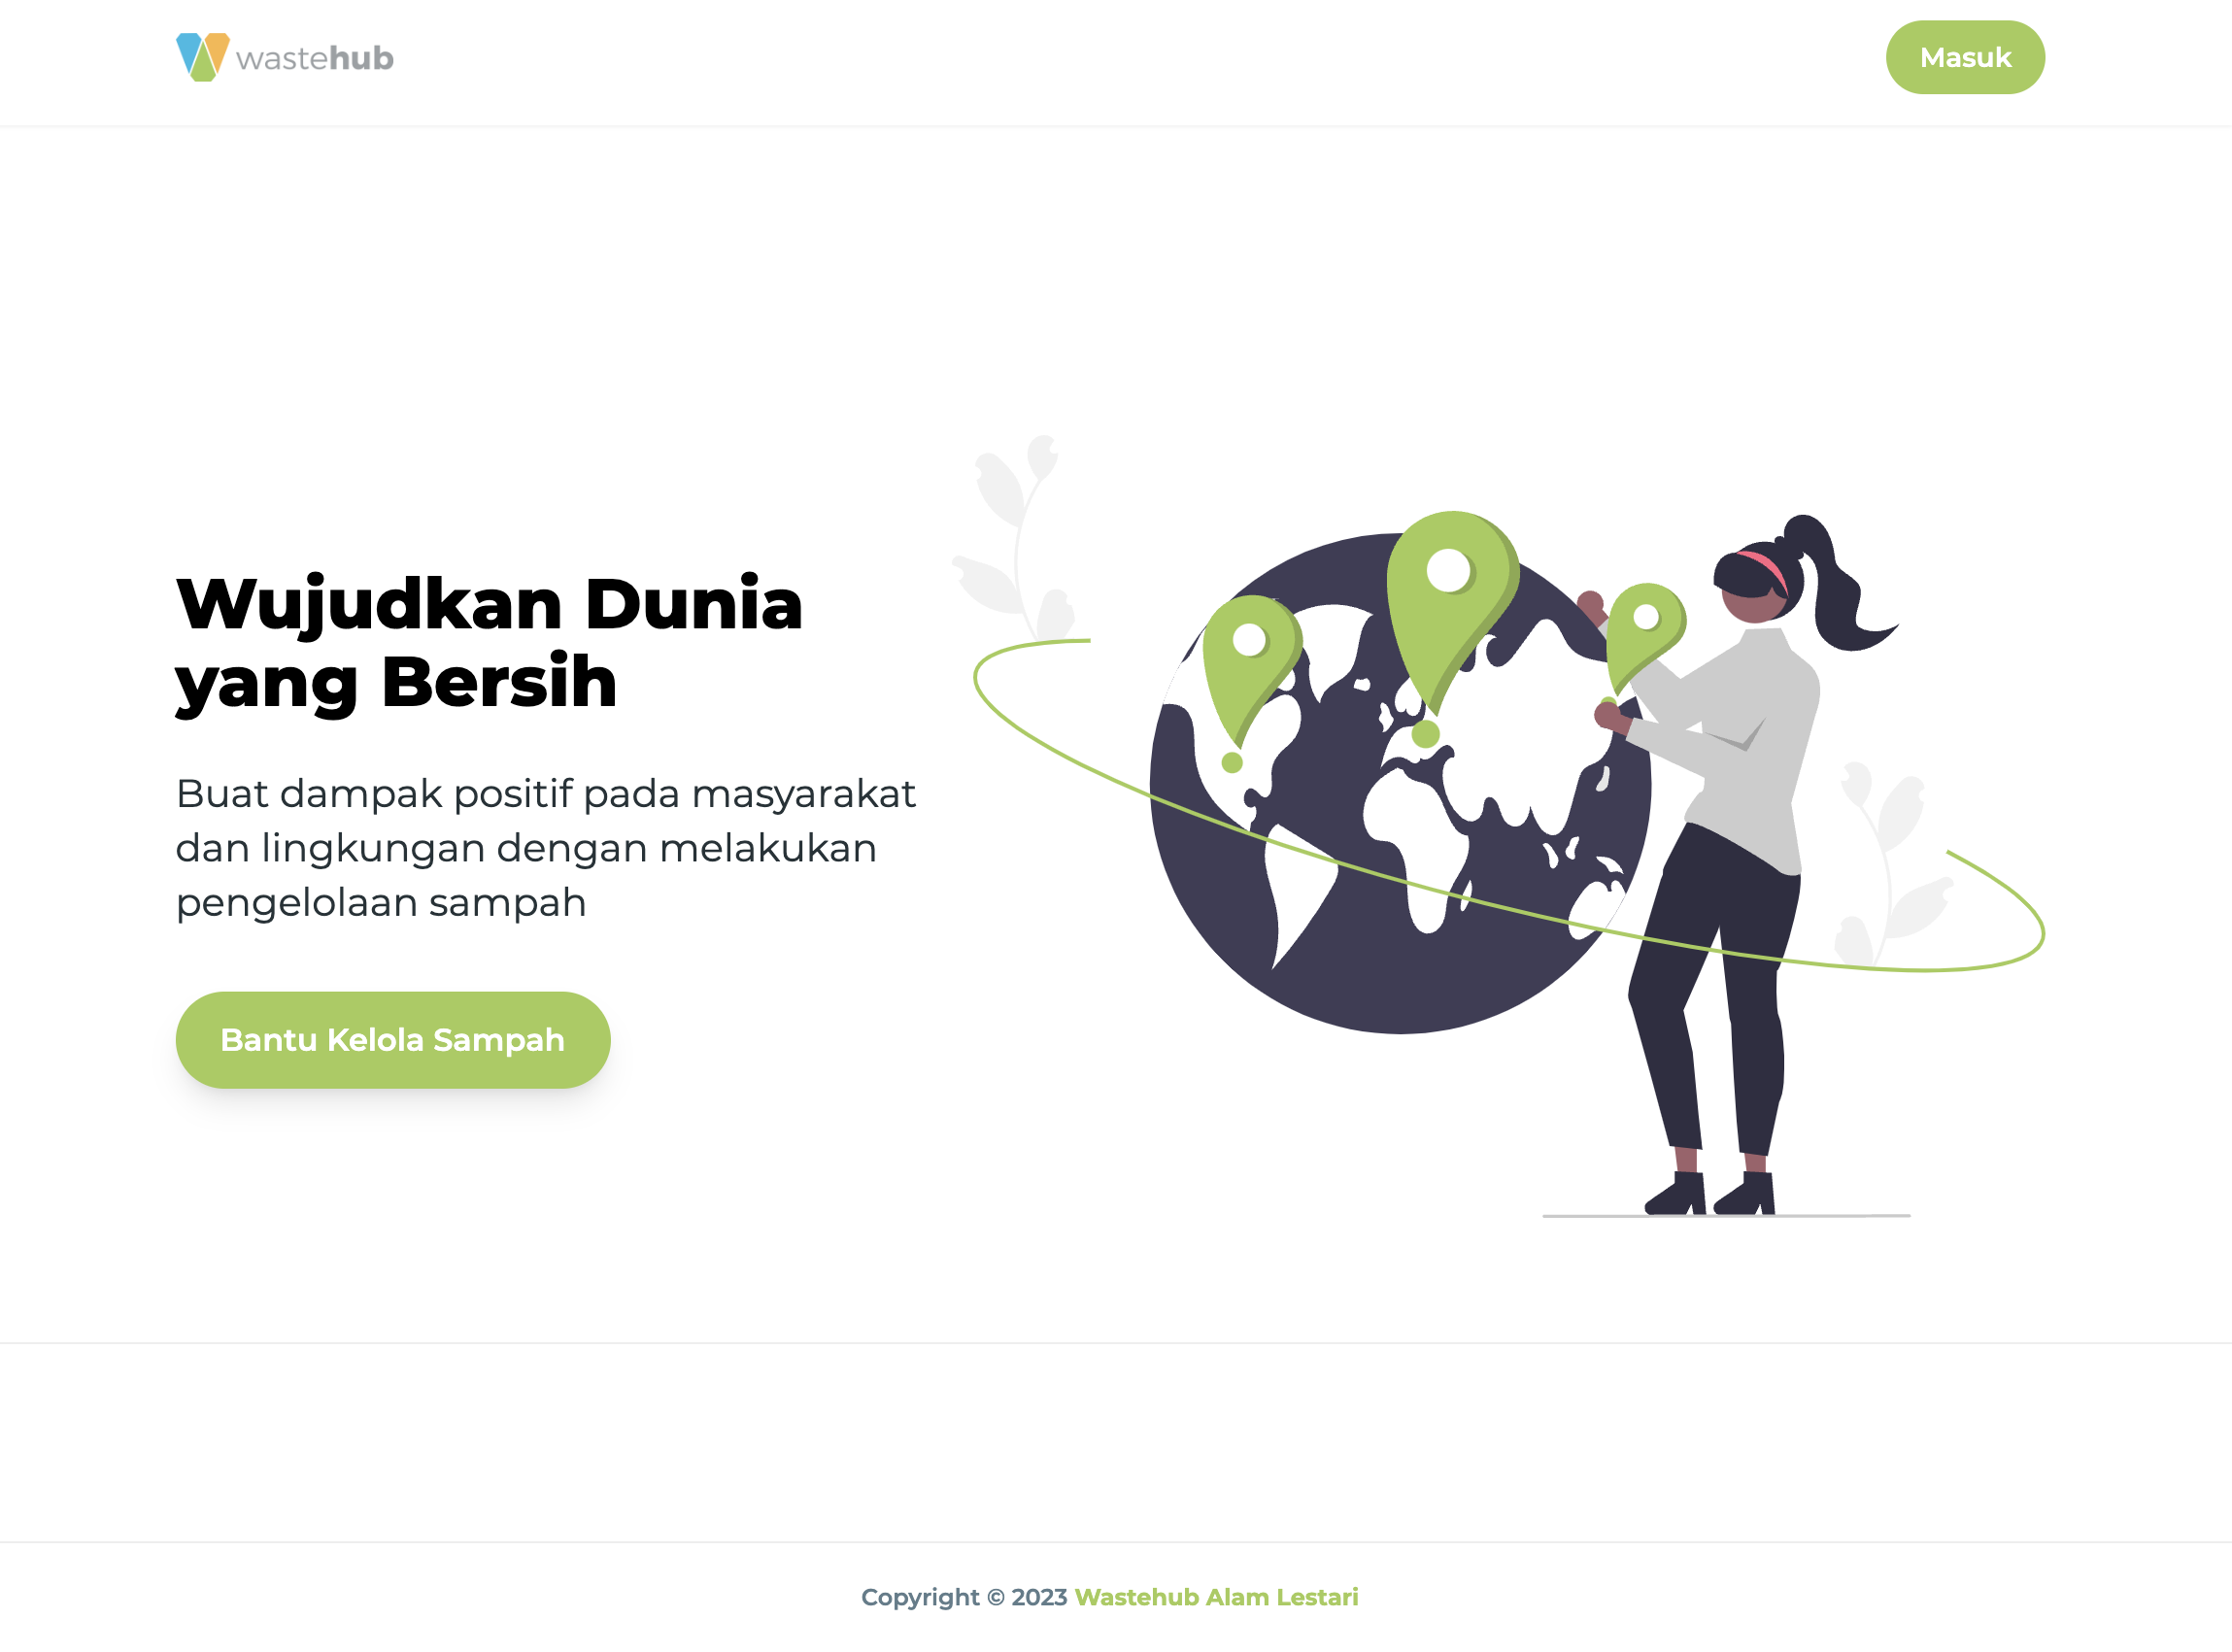 wastehub
Masuk
Wujudkan Dunia
yang Bersih
Buat dampak positif pada masyarakat
dan lingkungan dengan melakukan
pengelolaan sampah
Bantu Kelola Sampah
Copyright © 2023 Wastehub Alam Lestari